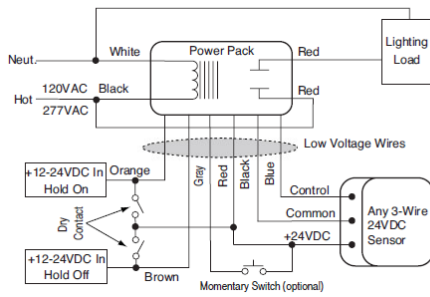 Power Pack
White
Red
Neut.
Lighting
Load
120VAC
Black
Red
Hot
277VAC
Low Voltage Wires
+12-24VDC In
Hold On
Orange
Gray
Red
Black
Blue
Control
Common
+24VDC
Any 3-Wire
24VDC
Sensor
Dry
Contact
+12-24VDC In
Hold Off
Brown
Momentary Switch (optional)